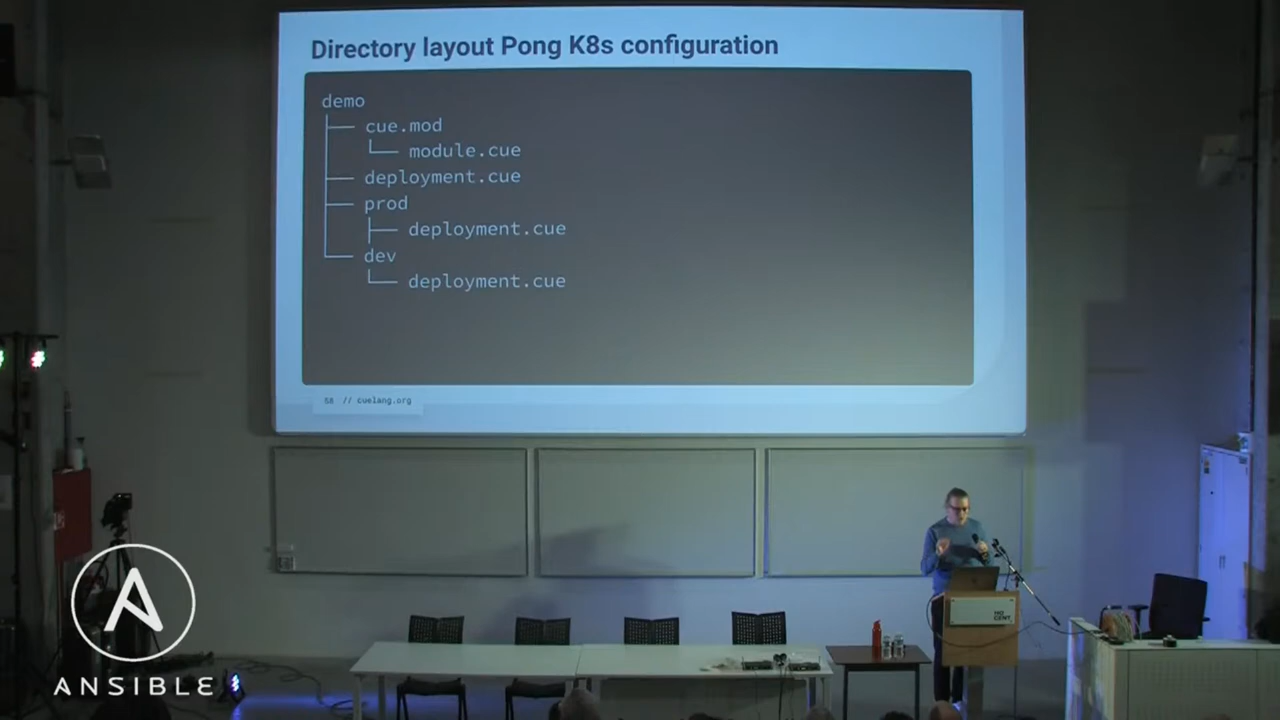 Directory layout Pong K8s configuration
demo
cue.mod
module.cue
deployment.cue
prod
deployment.cue
dev
deployment.cue
58 // cuelang.org
ANSIBLE